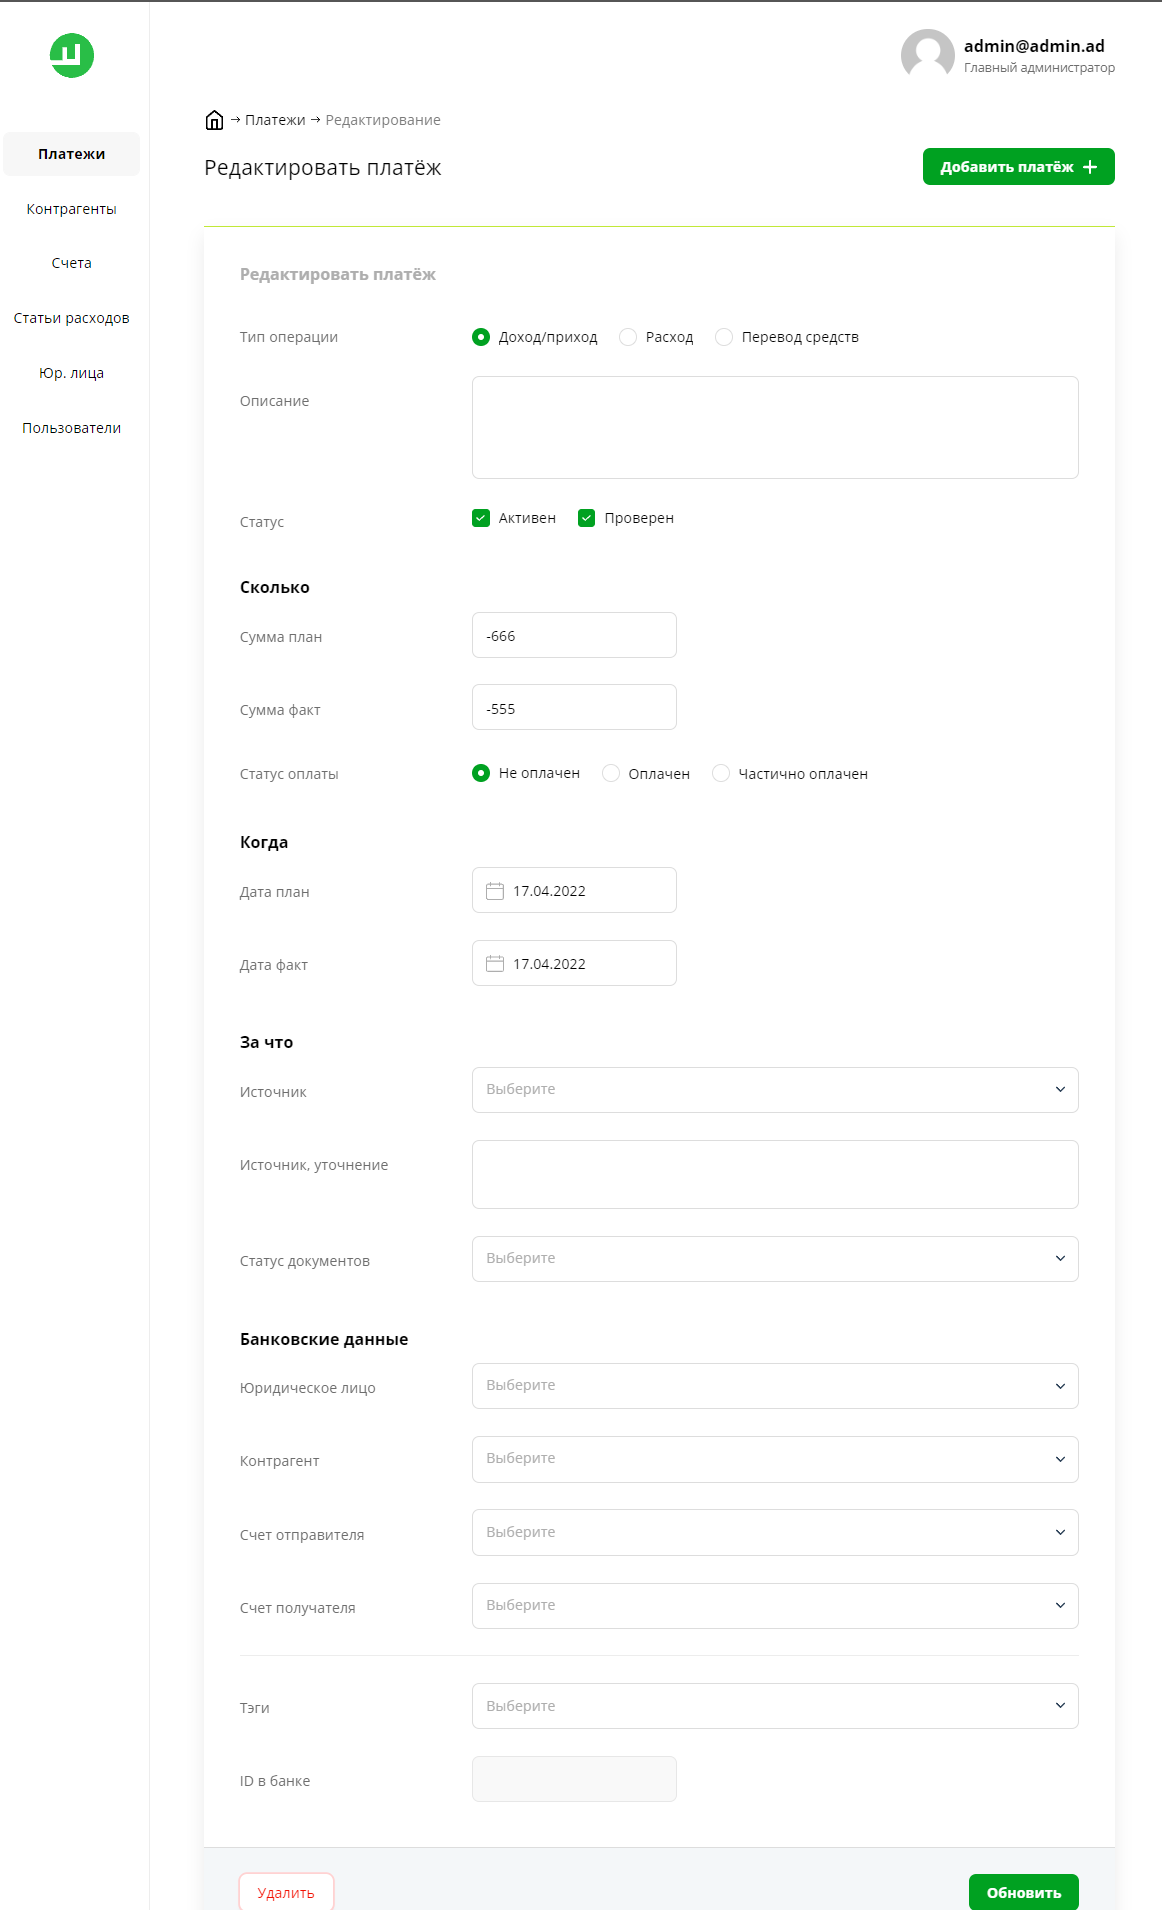 admin@admin.ad
Главный администратор
Платежи
Контрагенты
Счета
Статьи расходов
Юр. лица
Пользователи
→ Платежи → Редактирование
Редактировать платёж
Добавить платёж +
Редактировать платёж
Тип операции Доход/приход Расход Перевод средств
Описание
Статус Активен Проверен
Сколько
Сумма план -666
Сумма факт -555
Статус оплаты Не оплачен Оплачен Частично оплачен
Когда
Дата план 17.04.2022
Дата факт 17.04.2022
За что
Источник Выберите
Источник, уточнение
Статус документов Выберите
Банковские данные
Юридическое лицо Выберите
Контрагент Выберите
Счет отправителя Выберите
Счет получателя Выберите
Тэги Выберите
ID в банке
Удалить Обновить